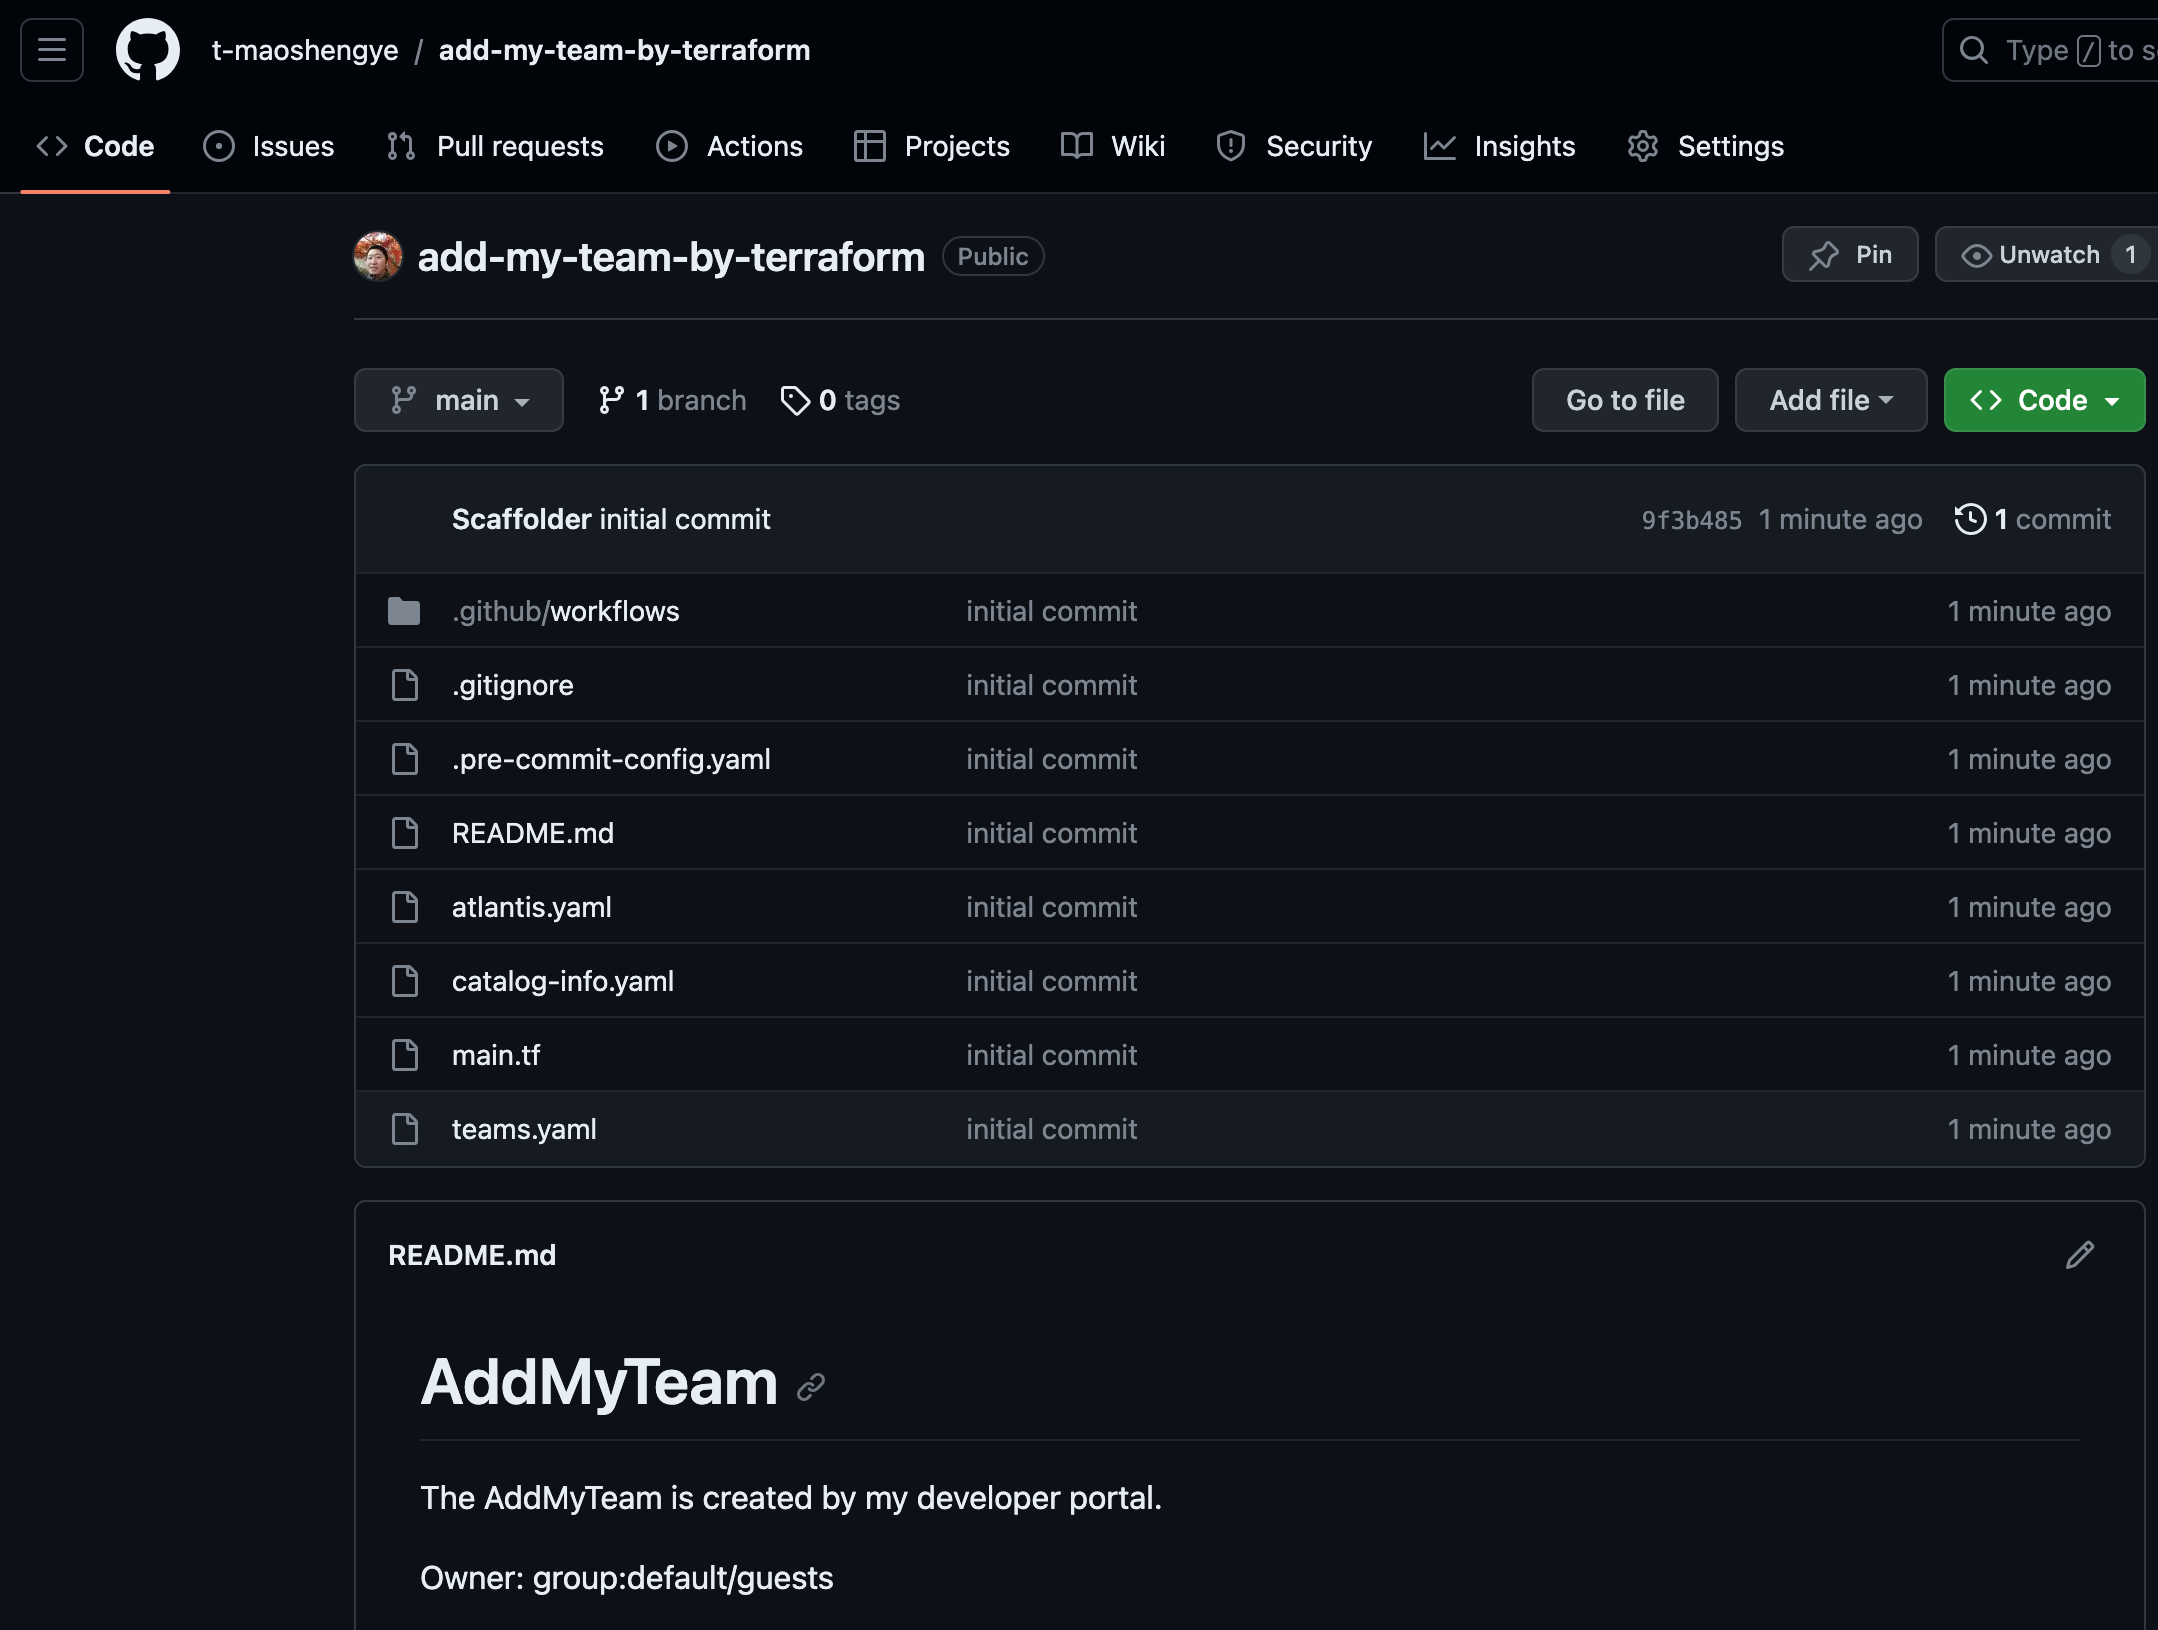 t-maoshengye / add-my-team-by-terraform
Type / to s
Code Issues Pull requests Actions Projects Wiki Security Insights Settings
add-my-team-by-terraform Public Pin Unwatch 1
main 1 branch 0 tags Go to file Add file Code
Scaffolder initial commit 9f3b485 1 minute ago 1 commit
.github/workflows initial commit 1 minute ago
.gitignore initial commit 1 minute ago
.pre-commit-config.yaml initial commit 1 minute ago
README.md initial commit 1 minute ago
atlantis.yaml initial commit 1 minute ago
catalog-info.yaml initial commit 1 minute ago
main.tf initial commit 1 minute ago
teams.yaml initial commit 1 minute ago
README.md
AddMyTeam
The AddMyTeam is created by my developer portal.
Owner: group:default/guests